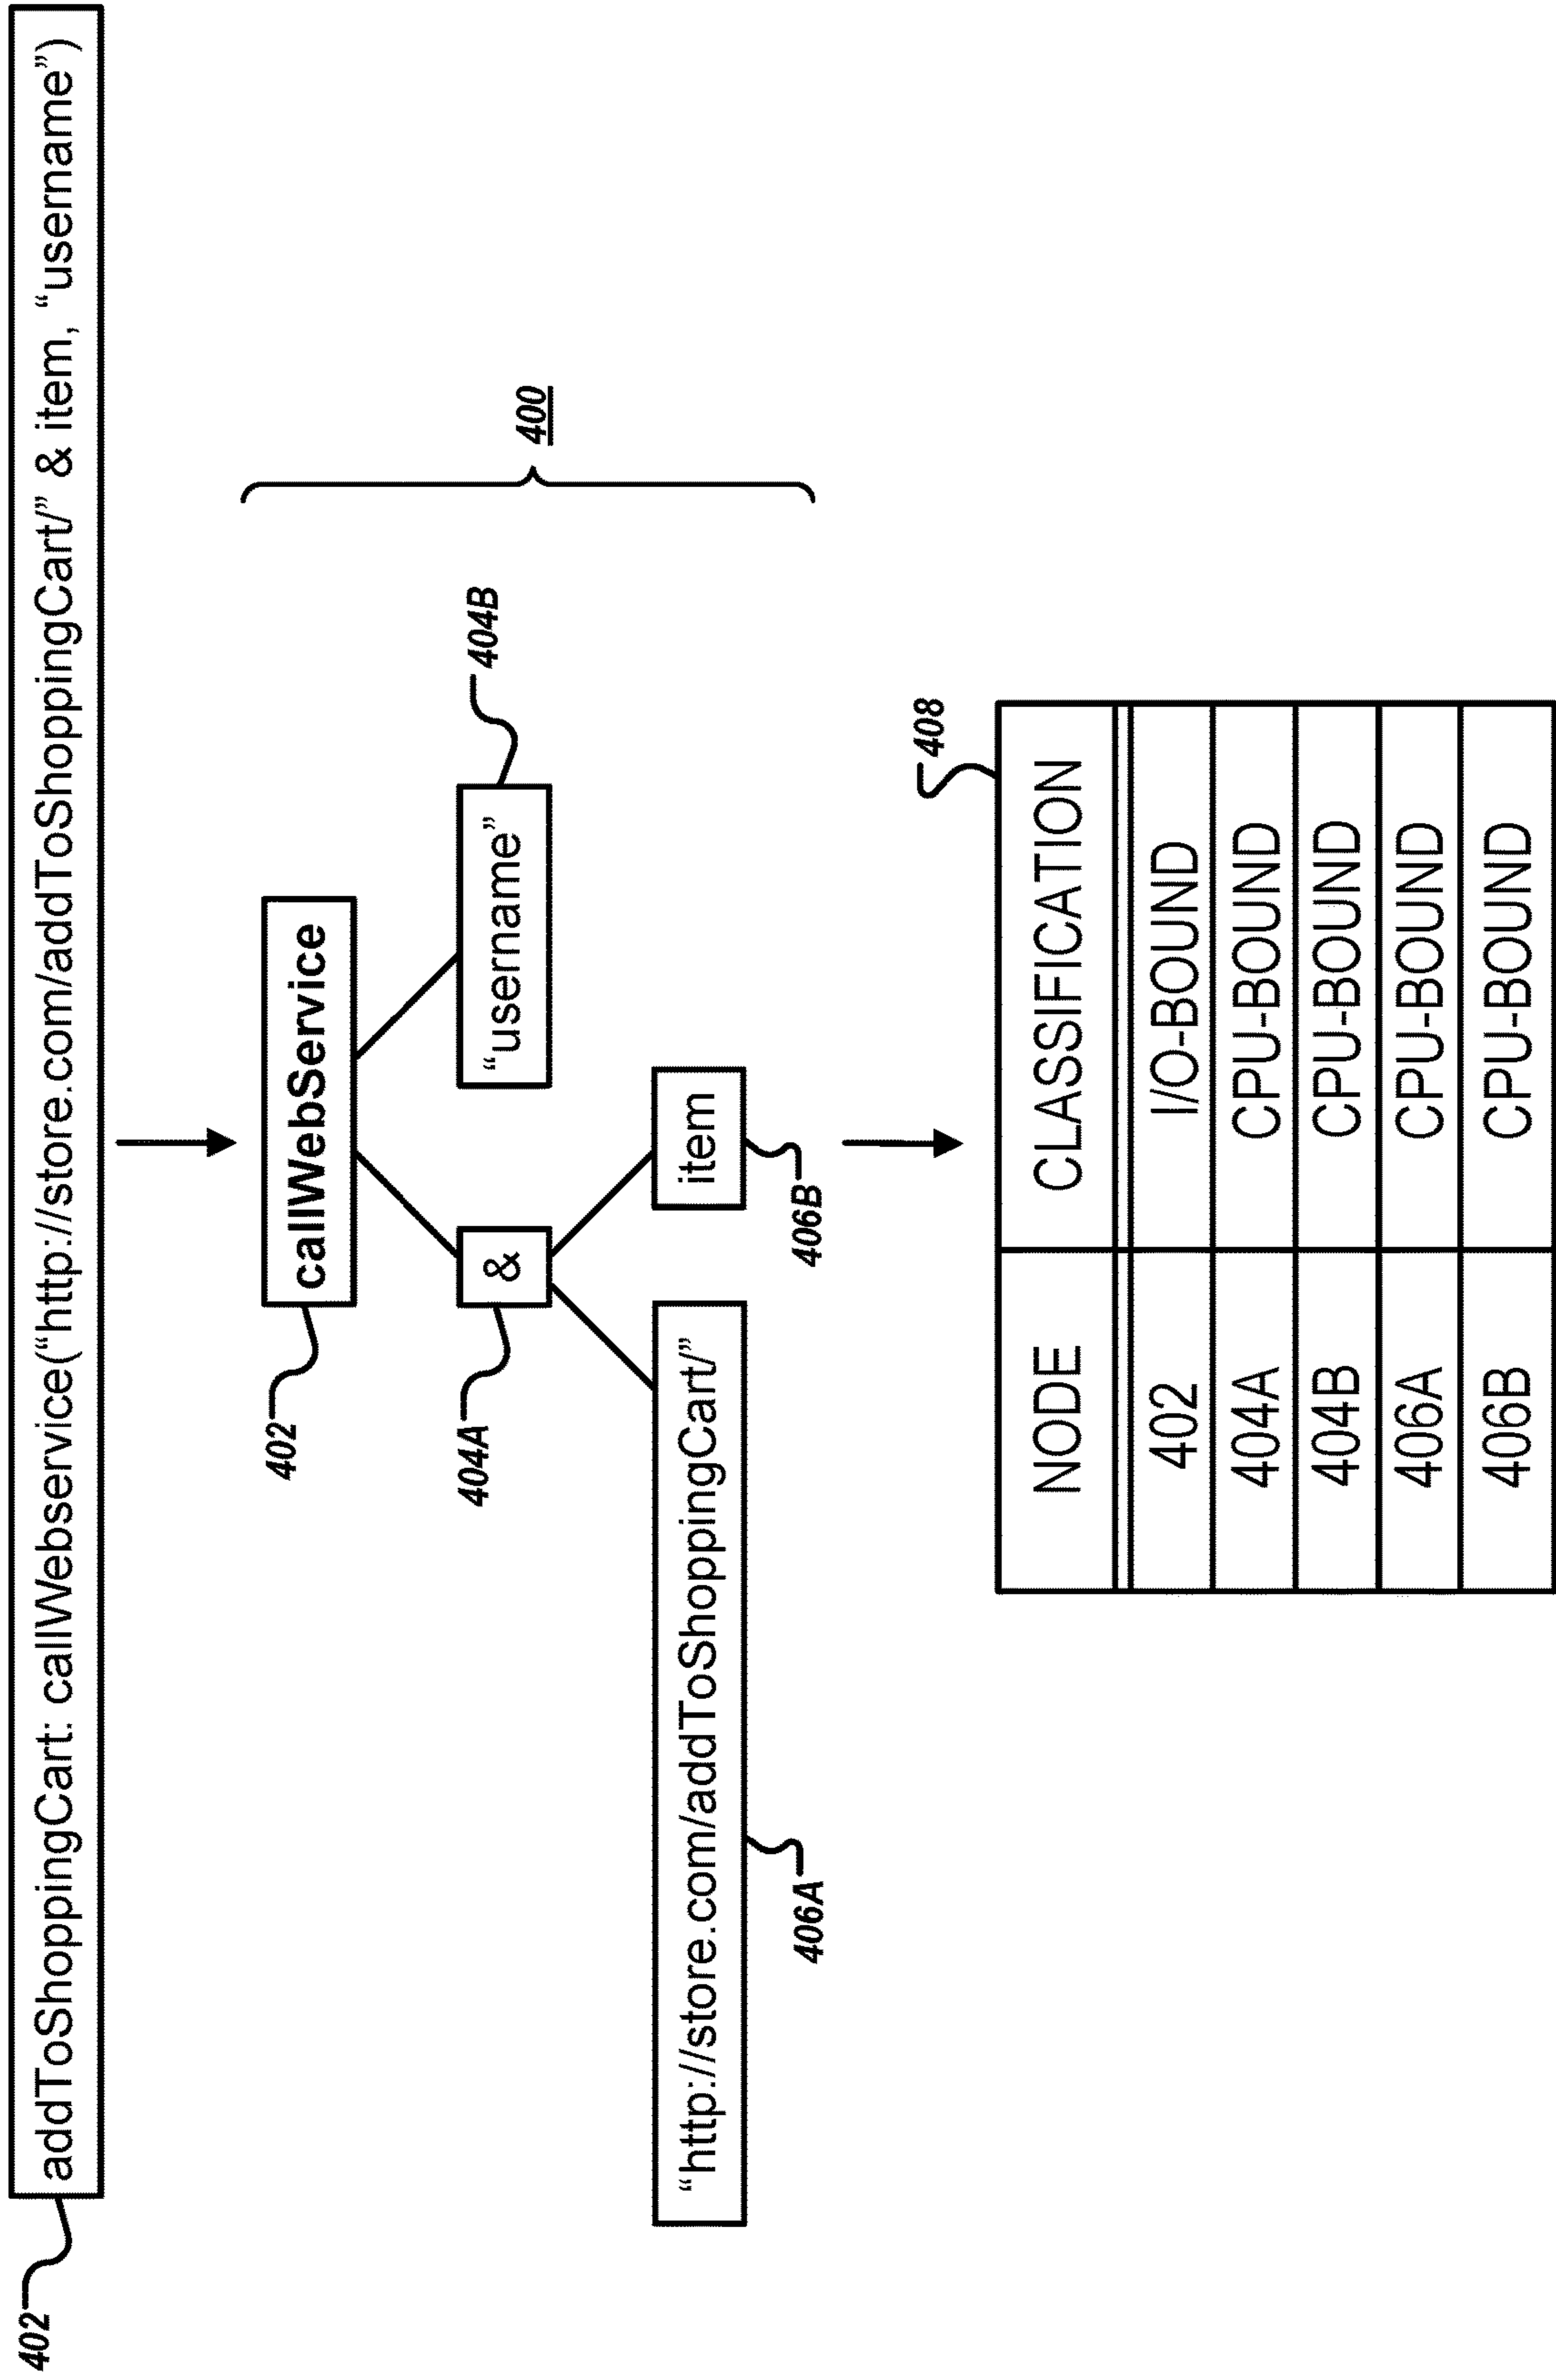 addToShoppingCart: callWebservice(“http://store.com/addToShoppingCart/” & item, “username”)
402
callWebService
402
400
&
404A
“username”
404B
“http://store.com/addToShoppingCart/”
406A
item
406B
408
NODE CLASSIFICATION
402 I/O-BOUND
404A CPU-BOUND
404B CPU-BOUND
406A CPU-BOUND
406B CPU-BOUND